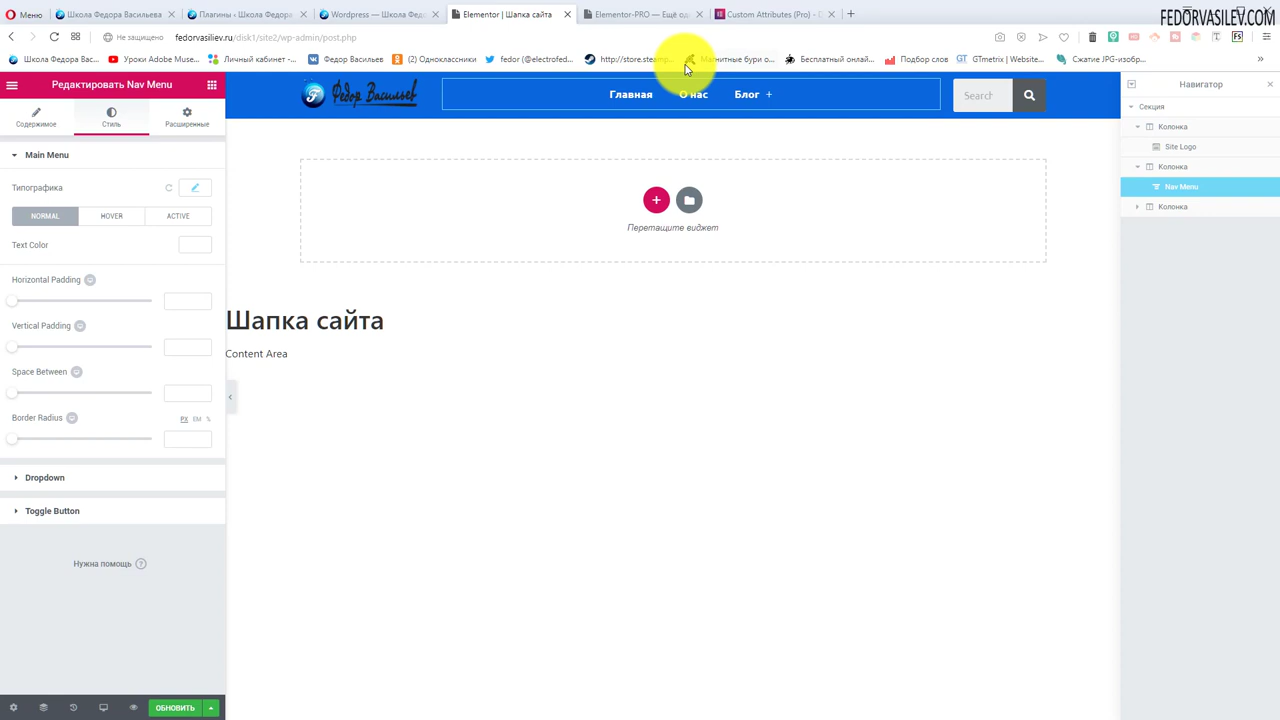 Меню
Школа Федора Васильева
Плагины ‹ Школа Федора
Wordpress — Школа Фед
Elementor | Шапка сайта
Elementor-PRO — Ещё од
Custom Attributes (Pro) - D
FEDORVASILEV.COM
Не защищено
fedorvasiliev.ru/disk1/site2/wp-admin/post.php
Школа Федора Вас...
Уроки Adobe Muse...
Личный кабинет -...
Федор Васильев
(2) Одноклассники
fedor (@electrofed...
http://store.steamp...
Магнитные бури о...
Бесплатный онлай...
Подбор слов
GTmetrix | Website...
Сжатие JPG-изобр...
Редактировать Nav Menu
Содержимое
Стиль
Расширенные
Main Menu
Типографика
NORMAL
HOVER
ACTIVE
Text Color
Horizontal Padding
Vertical Padding
Space Between
Border Radius
PX EM %
Dropdown
Toggle Button
Нужна помощь
ОБНОВИТЬ
Федор Васильев
Главная
О нас
Блог +
Search
Перетащите виджет
Шапка сайта
Content Area
Навигатор
Секция
Колонка
Site Logo
Колонка
Nav Menu
Колонка